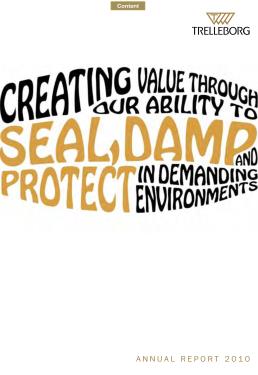 Content
TRELLEBORG
CREATING VALUE THROUGH
OUR ABILITY TO
SEAL, DAMP AND
PROTECT IN DEMANDING
ENVIRONMENTS
ANNUAL REPORT 2010